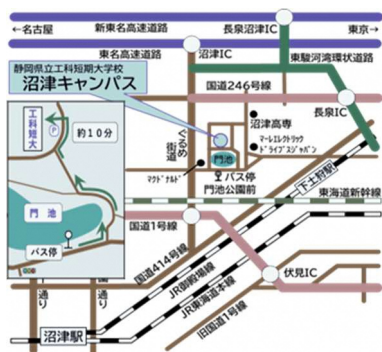 ←名古屋
新東名高速道路
長泉沼津IC
東京→
東名高速道路
沼津IC
東駿河湾環状道路
静岡県立工科短期大学校
沼津キャンパス
国道246号線
長泉IC
工科短大
P
約10分
門池
バス停
ぐるめ街道
沼津高専
マーレエレクトリック
ドライブスジャパン
門池
マクドナルド
バス停
門池公園前
下土狩駅
東海道新幹線
国道1号線
国道414号線
JR御殿場線
JR東海道本線
旧国道1号線
伏見IC
通り
通り
沼津駅